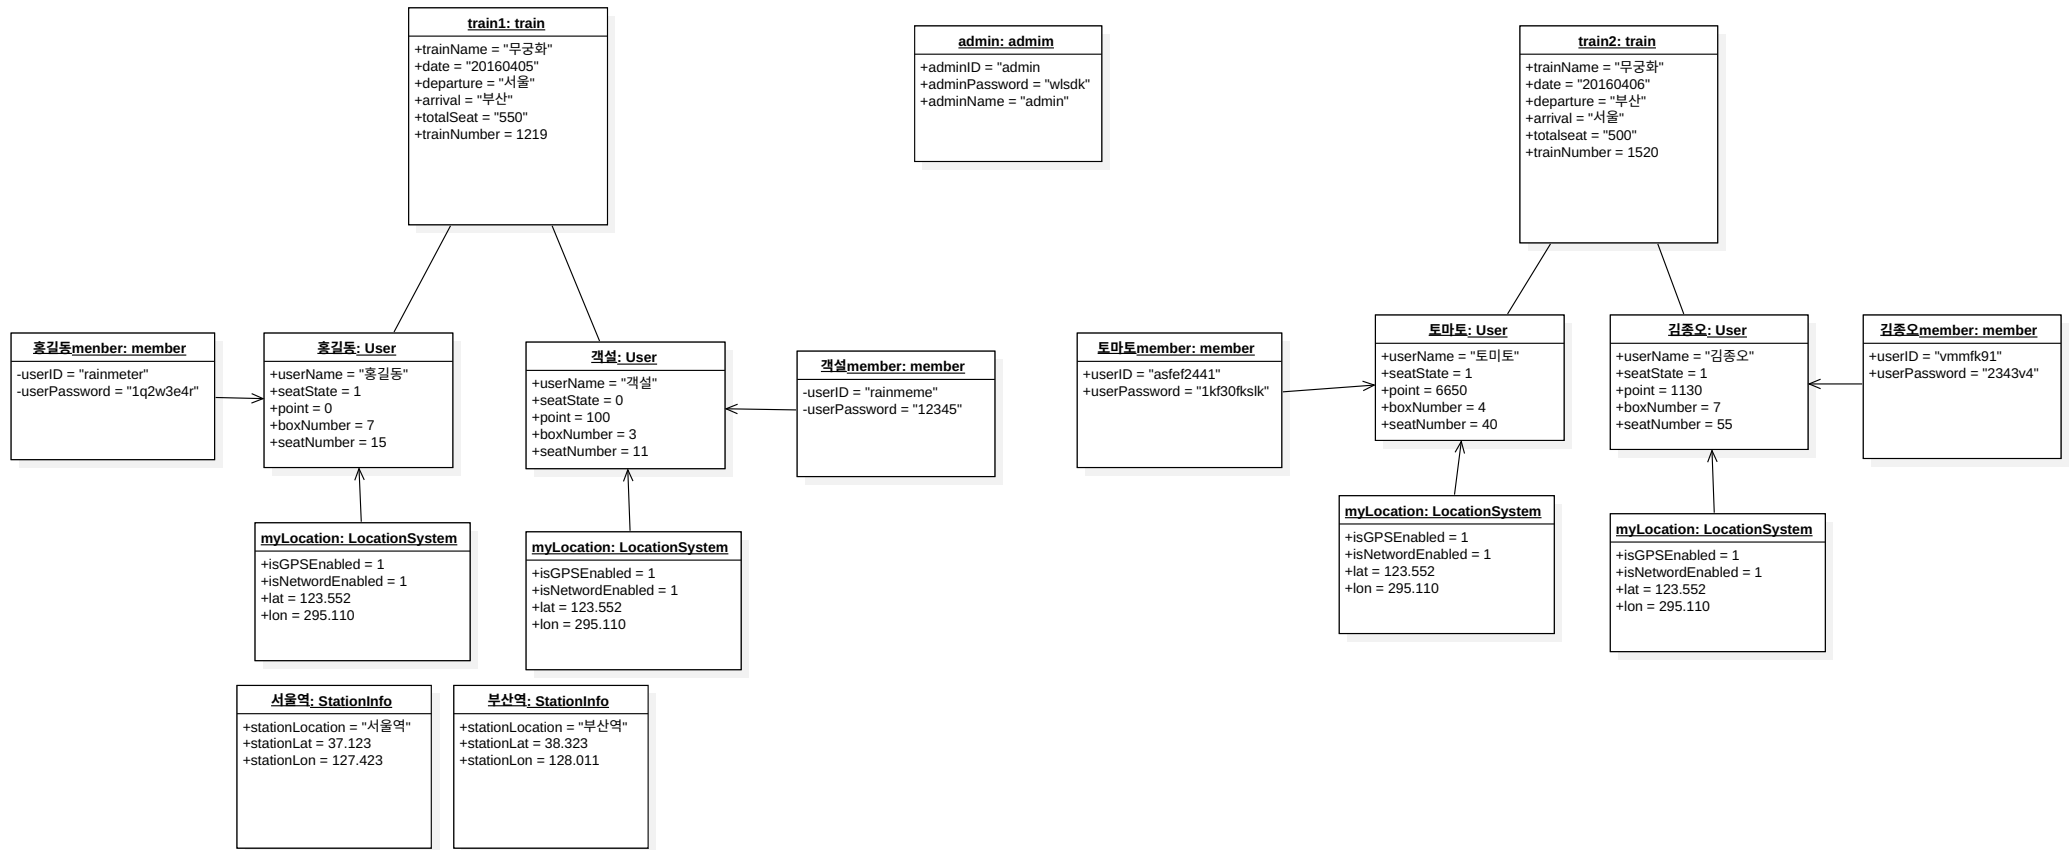 train1: train
+trainName = "무궁화"
+date = "20160405"
+departure = "서울"
+arrival = "부산"
+totalSeat = "550"
+trainNumber = 1219
admin: admim
+adminID = "admin
+adminPassword = "wlsdk"
+adminName = "admin"
train2: train
+trainName = "무궁화"
+date = "20160406"
+departure = "부산"
+arrival = "서울"
+totalseat = "500"
+trainNumber = 1520
홍길동menber: member
-userID = "rainmeter"
-userPassword = "1q2w3e4r"
홍길동: User
+userName = "홍길동"
+seatState = 1
+point = 0
+boxNumber = 7
+seatNumber = 15
객설: User
+userName = "객설"
+seatState = 0
+point = 100
+boxNumber = 3
+seatNumber = 11
객설member: member
-userID = "rainmeme"
-userPassword = "12345"
토마토member: member
+userID = "asfef2441"
+userPassword = "1kf30fkslk"
토마토: User
+userName = "토미토"
+seatState = 1
+point = 6650
+boxNumber = 4
+seatNumber = 40
김종오: User
+userName = "김종오"
+seatState = 1
+point = 1130
+boxNumber = 7
+seatNumber = 55
김종오member: member
+userID = "vmmfk91"
+userPassword = "2343v4"
myLocation: LocationSystem
+isGPSEnabled = 1
+isNetwordEnabled = 1
+lat = 123.552
+lon = 295.110
myLocation: LocationSystem
+isGPSEnabled = 1
+isNetwordEnabled = 1
+lat = 123.552
+lon = 295.110
myLocation: LocationSystem
+isGPSEnabled = 1
+isNetwordEnabled = 1
+lat = 123.552
+lon = 295.110
myLocation: LocationSystem
+isGPSEnabled = 1
+isNetwordEnabled = 1
+lat = 123.552
+lon = 295.110
서울역: StationInfo
+stationLocation = "서울역"
+stationLat = 37.123
+stationLon = 127.423
부산역: StationInfo
+stationLocation = "부산역"
+stationLat = 38.323
+stationLon = 128.011